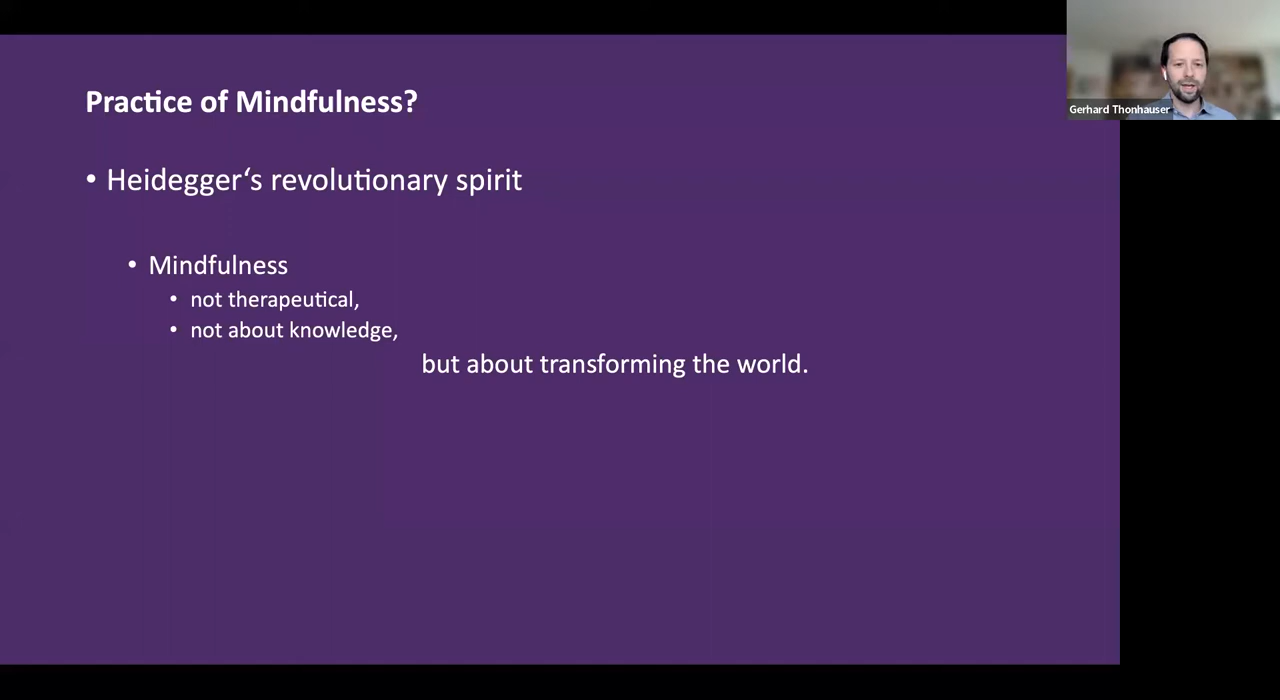 Practice of Mindfulness?
• Heidegger‘s revolutionary spirit
• Mindfulness
• not therapeutical,
• not about knowledge,
but about transforming the world.
Gerhard Thonhauser